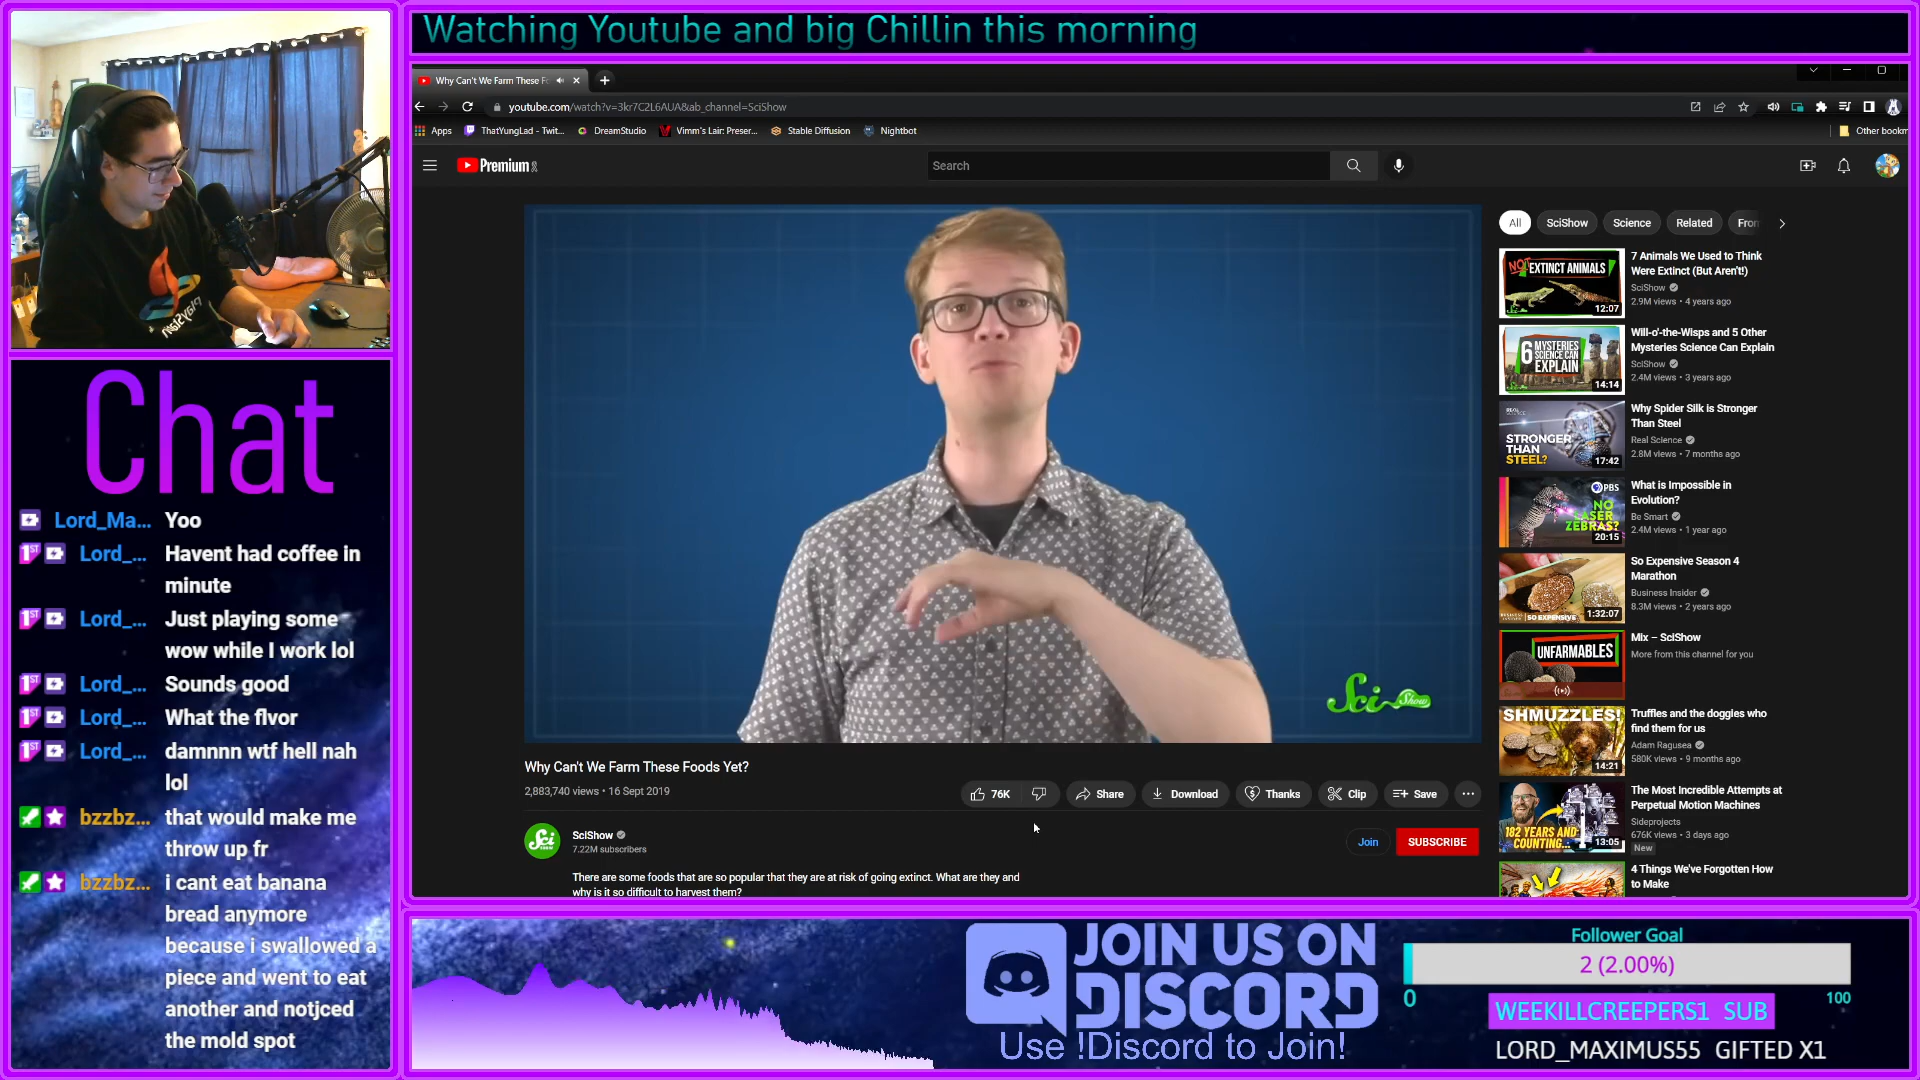 Watching Youtube and big Chillin this morning
Why Can't We Farm These Fo
youtube.com/watch?v=3kr7C2L6AUA&ab_channel=SciShow
Apps
ThatYungLad - Twit...
DreamStudio
Vimm's Lair: Preser...
Stable Diffusion
Nightbot
Other bookm
Premium
Search
All
SciShow
Science
Related
From
NOT EXTINCT ANIMALS
12:07
7 Animals We Used to Think
Were Extinct (But Aren't!)
SciShow
2.9M views • 4 years ago
6 MYSTERIES
SCIENCE CAN
EXPLAIN
14:14
Will-o'-the-Wisps and 5 Other
Mysteries Science Can Explain
SciShow
2.4M views • 3 years ago
STRONGER
THAN
STEEL?
17:42
Why Spider Silk is Stronger
Than Steel
Real Science
2.8M views • 7 months ago
PBS
NO
LASER
ZEBRAS?
20:15
What is Impossible in
Evolution?
Be Smart
2.4M views • 1 year ago
SO EXPENSIVE
1:32:07
So Expensive Season 4
Marathon
Business Insider
8.3M views • 2 years ago
UNFARMABLES
Mix – SciShow
More from this channel for you
SHMUZZLES!
14:21
Truffles and the doggles who
find them for us
Adam Ragusea
580K views • 9 months ago
182 YEARS AND
COUNTING...
13:05
The Most Incredible Attempts at
Perpetual Motion Machines
Sideprojects
676K views • 3 days ago
New
4 Things We've Forgotten How
to Make
Sci Show
Why Can't We Farm These Foods Yet?
2,883,740 views • 16 Sept 2019
76K
Share
Download
Thanks
Clip
Save
Sci
SciShow
7.22M subscribers
Join
SUBSCRIBE
There are some foods that are so popular that they are at risk of going extinct. What are they and
why is it so difficult to harvest them?
PlayStation
Chat
Lord_Ma... Yoo
1ST Lord_... Havent had coffee in
minute
1ST Lord_... Just playing some
wow while I work lol
1ST Lord_... Sounds good
1ST Lord_... What the flvor
1ST Lord_... damnnn wtf hell nah
lol
bzzbz... that would make me
throw up fr
bzzbz... i cant eat banana
bread anymore
because i swallowed a
piece and went to eat
another and notjced
the mold spot
JOIN US ON
DISCORD
Use !Discord to Join!
Follower Goal
2 (2.00%)
0
100
WEEKILLCREEPERS1 SUB
LORD_MAXIMUS55 GIFTED X1